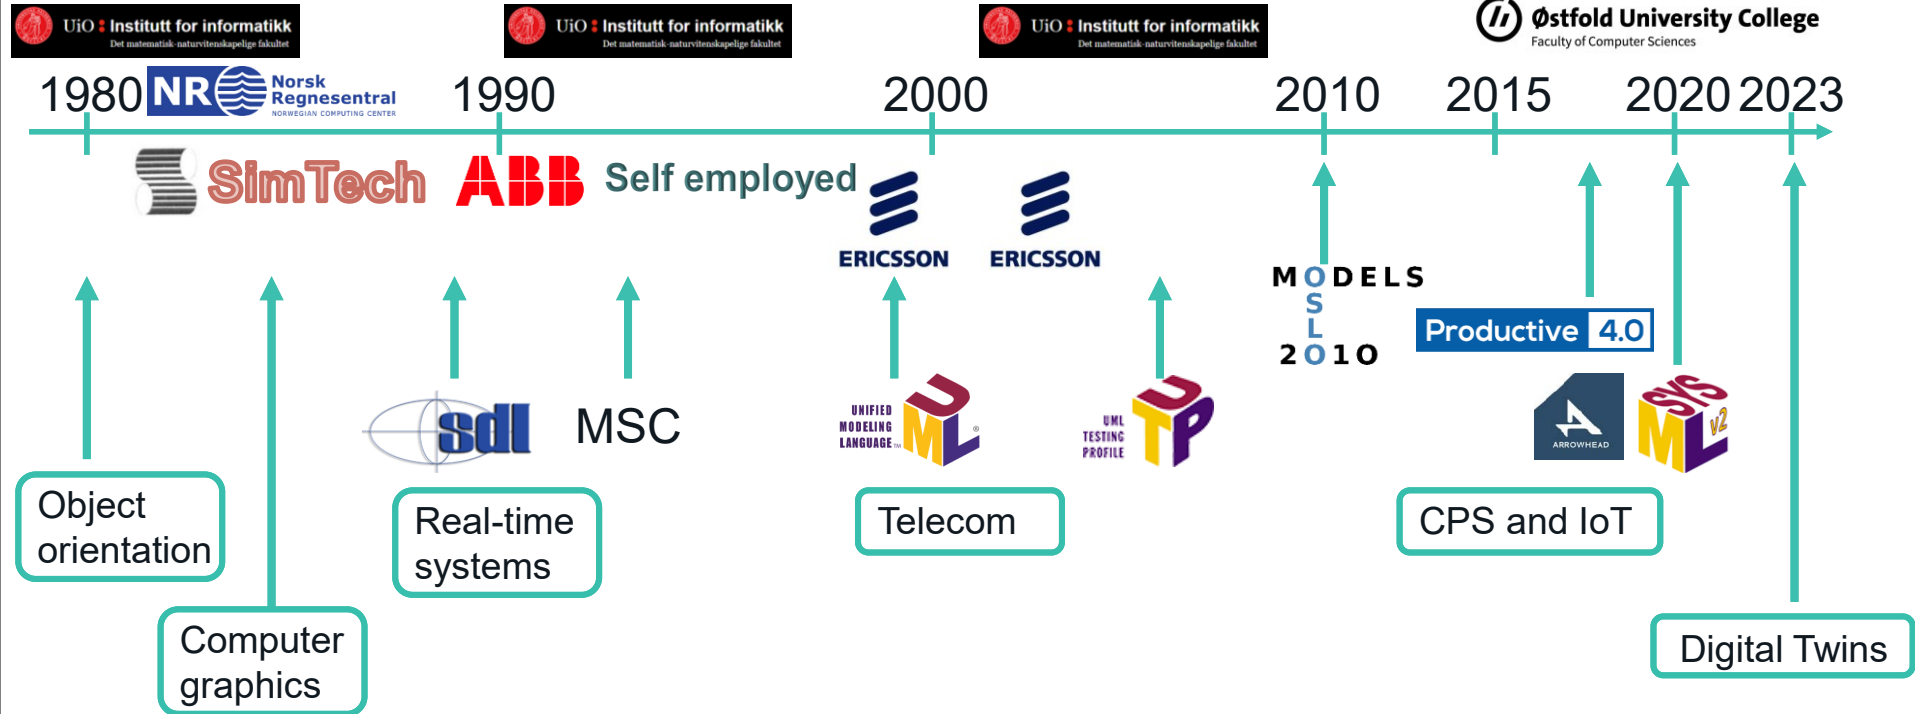 UiO : Institutt for informatikk
Det matematisk-naturvitenskapelige fakultet
UiO : Institutt for informatikk
Det matematisk-naturvitenskapelige fakultet
UiO : Institutt for informatikk
Det matematisk-naturvitenskapelige fakultet
Østfold University College
Faculty of Computer Sciences
1980
NR
Norsk
Regnesentral
NORWEGIAN COMPUTING CENTER
1990
2000
2010
2015
2020
2023
SimTech
ABB
Self employed
ERICSSON
ERICSSON
MODELS
S
L
2010
Productive 4.0
sdl
MSC
UNIFIED
MODELING
LANGUAGE™
UML®
UML
TESTING
PROFILE
UTP
ARROWHEAD
SYS
ML
v2
Object
orientation
Real-time
systems
Telecom
CPS and IoT
Computer
graphics
Digital Twins